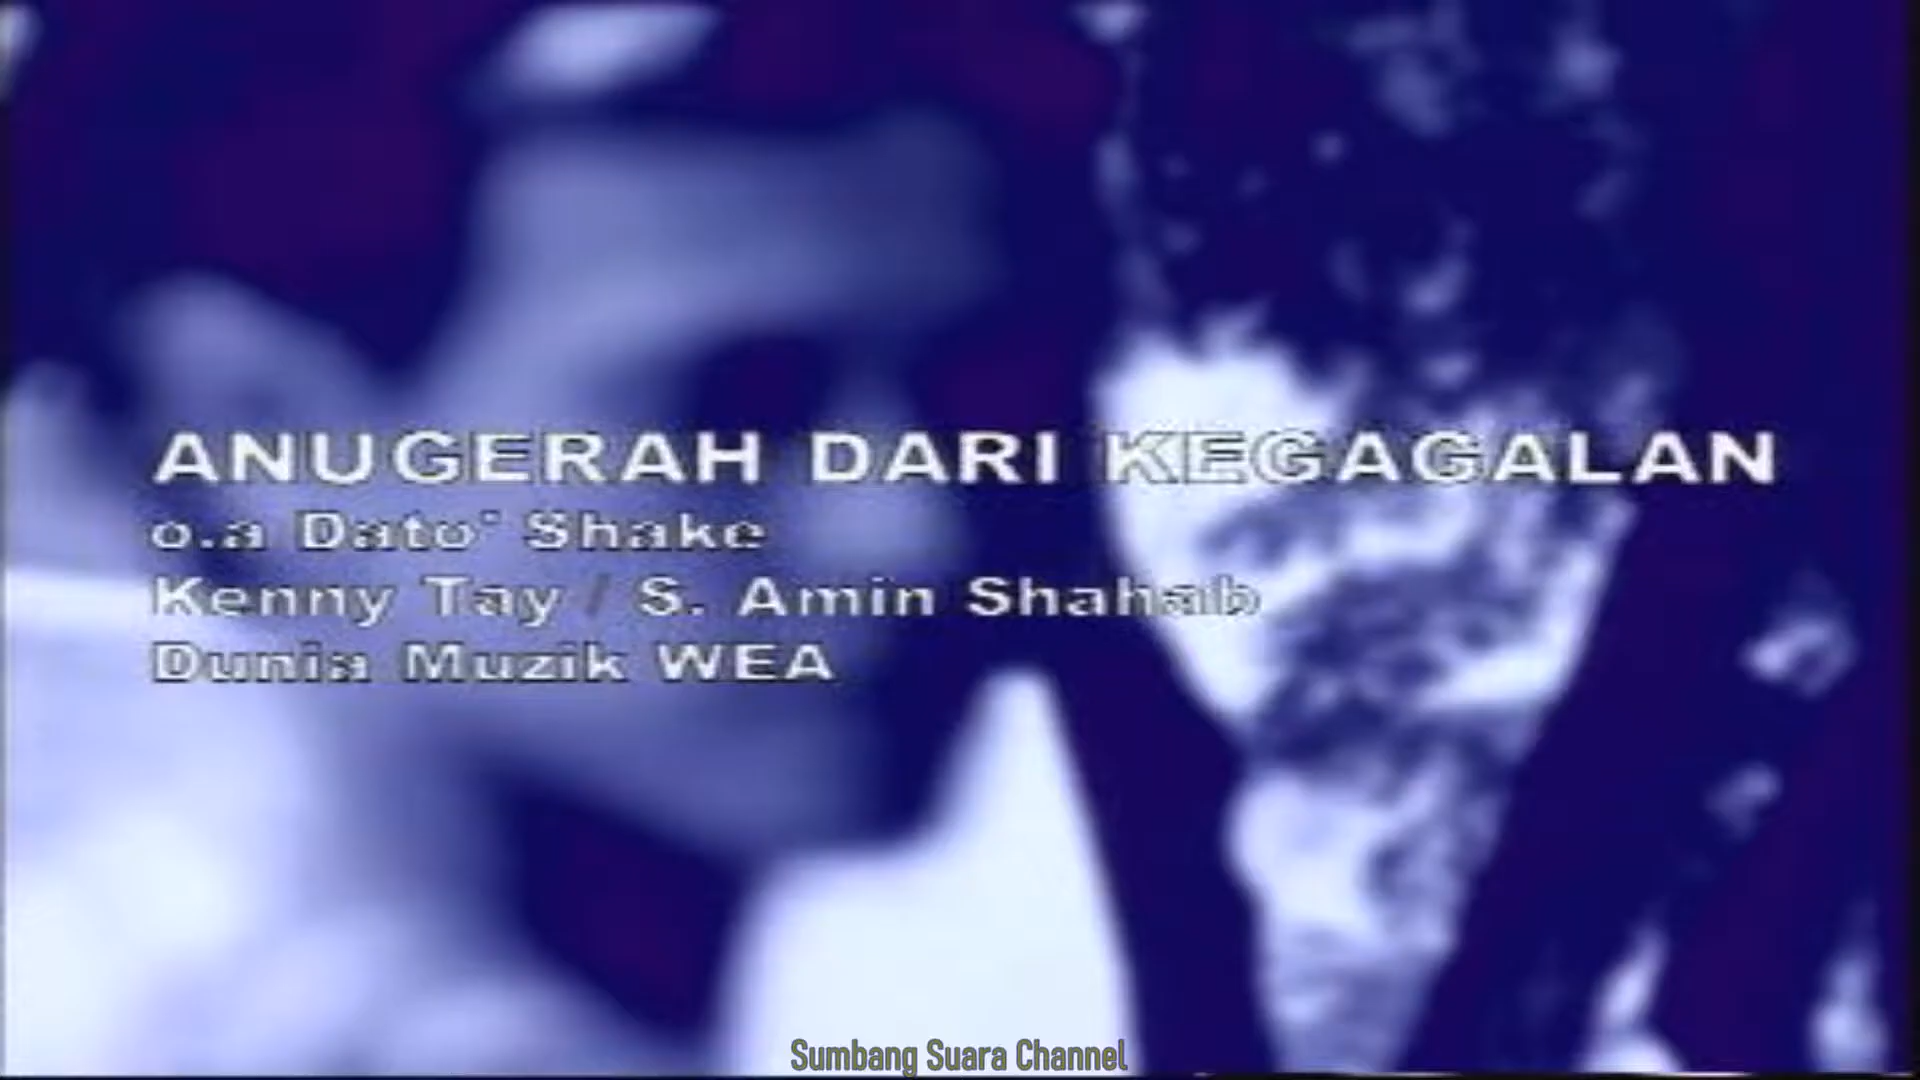 ANUGERAH DARI KEGAGALAN
o.a Dato' Shake
Kenny Tay / S. Amin Shahab
Dunia Muzik WEA
Sumbang Suara Channel